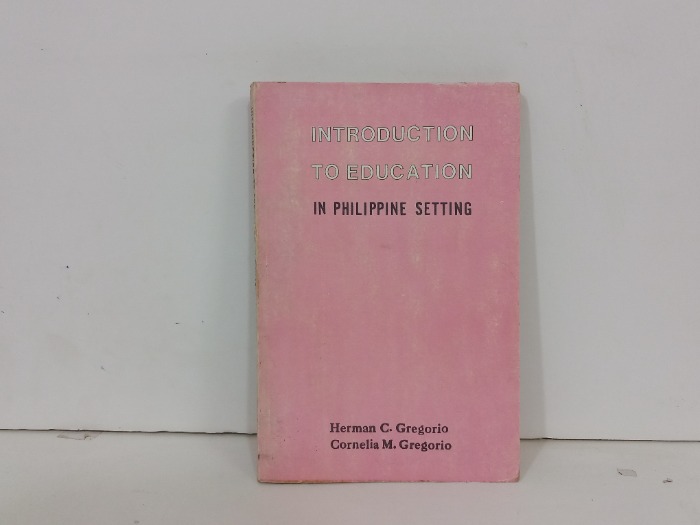 INTRODUCTION
TO EDUCATION
IN PHILIPPINE SETTING
Herman C. Gregorio
Cornelia M. Gregorio